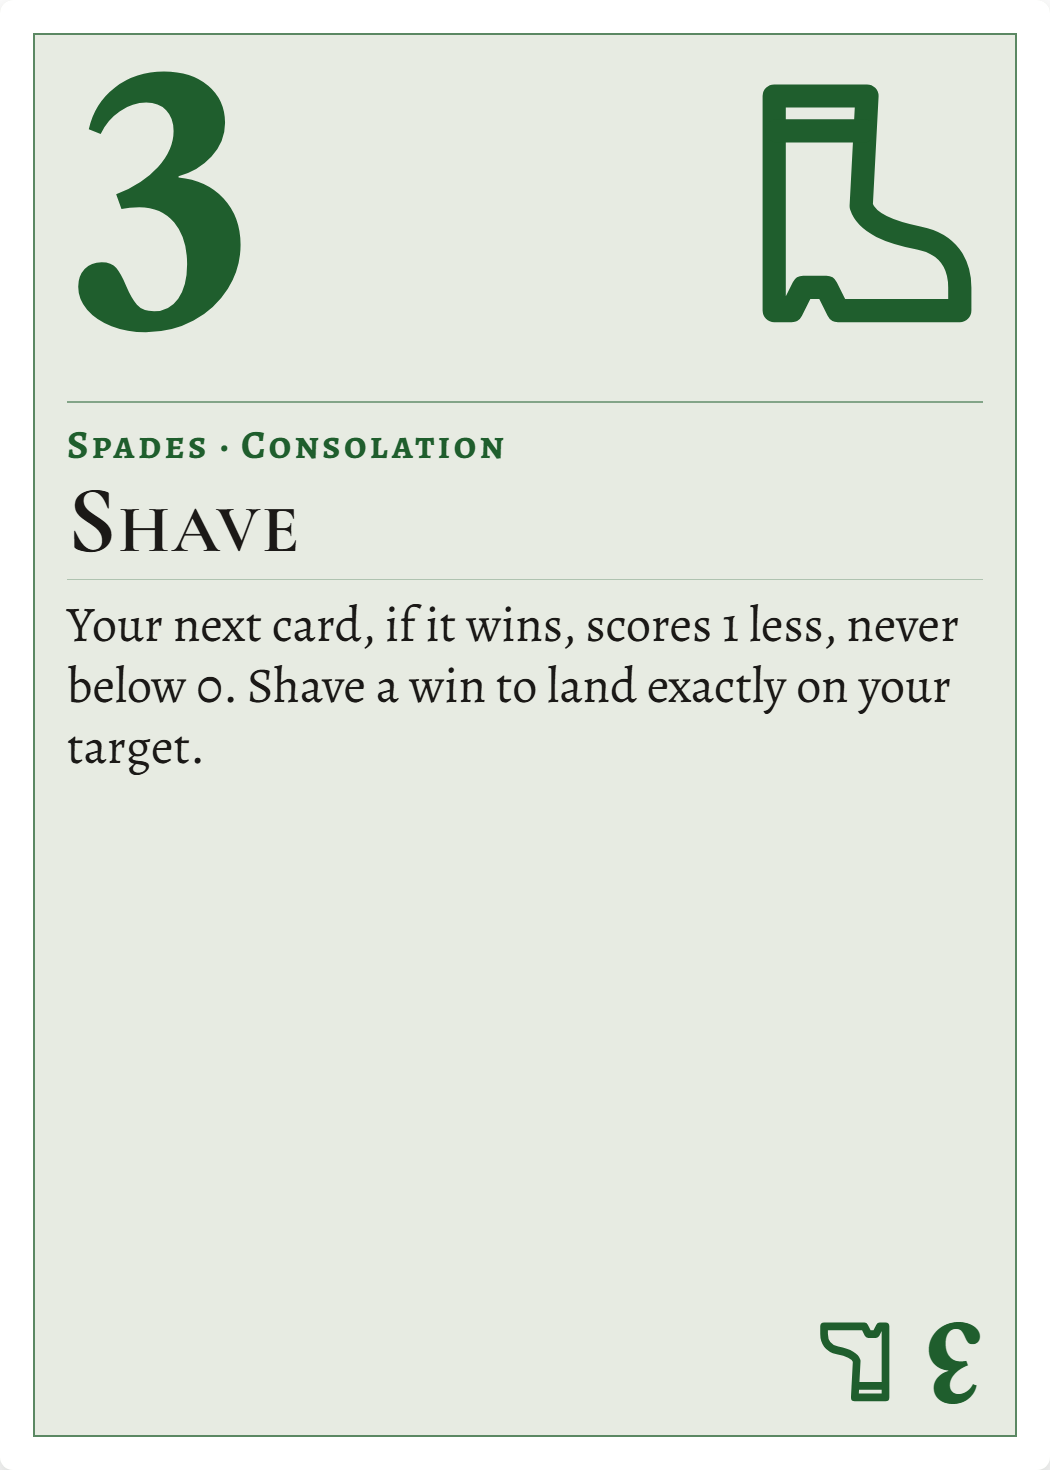 3
Spades · Consolation
Shave
Your next card, if it wins, scores 1 less, never
below 0. Shave a win to land exactly on your
target.
3